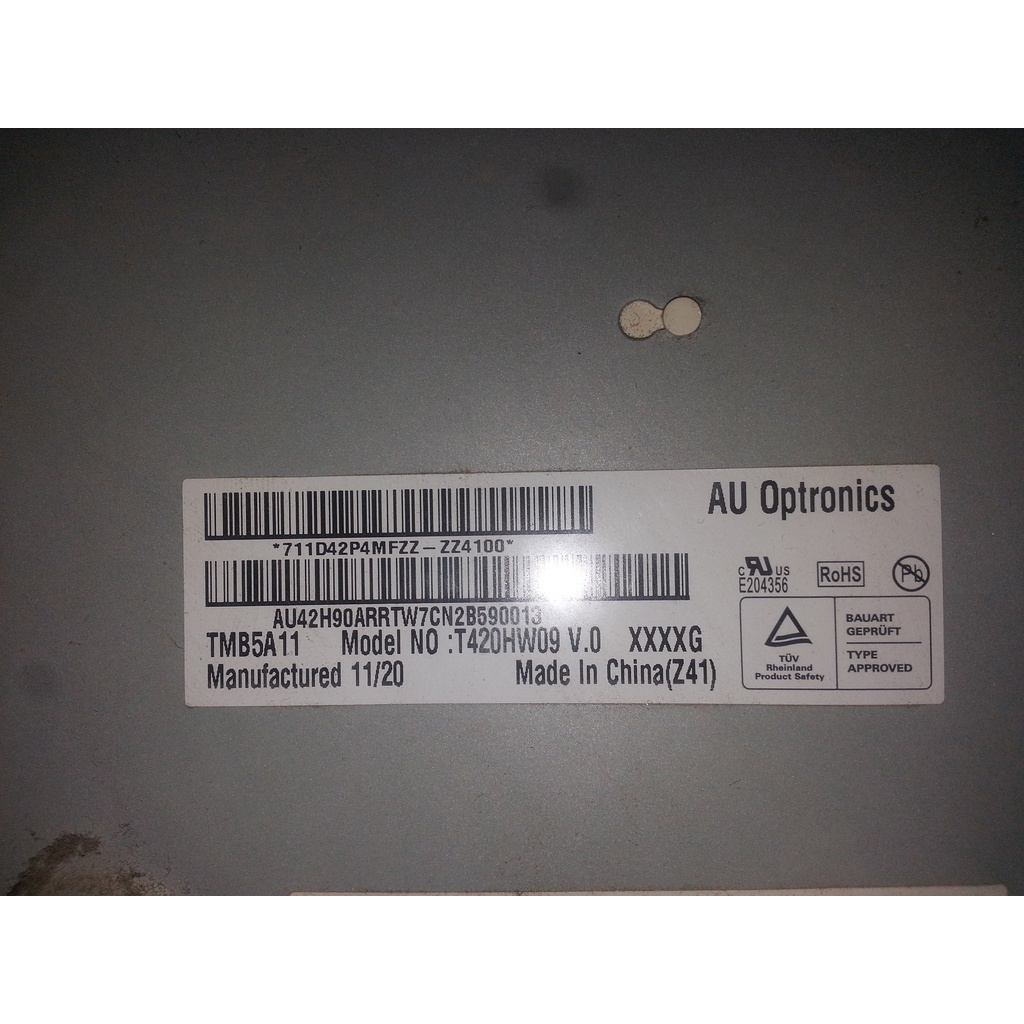 AU Optronics
*711D42P4MFZZ-ZZ4100*
AU42H90ARRTW7CN2B590013
TMB5A11 Model NO :T420HW09 V.0 XXXXG
Manufactured 11/20 Made In China(Z41)
c RU US
E204356
RoHS
Pb
TÜV
Rheinland
Product Safety
BAUART
GEPRÜFT
TYPE
APPROVED